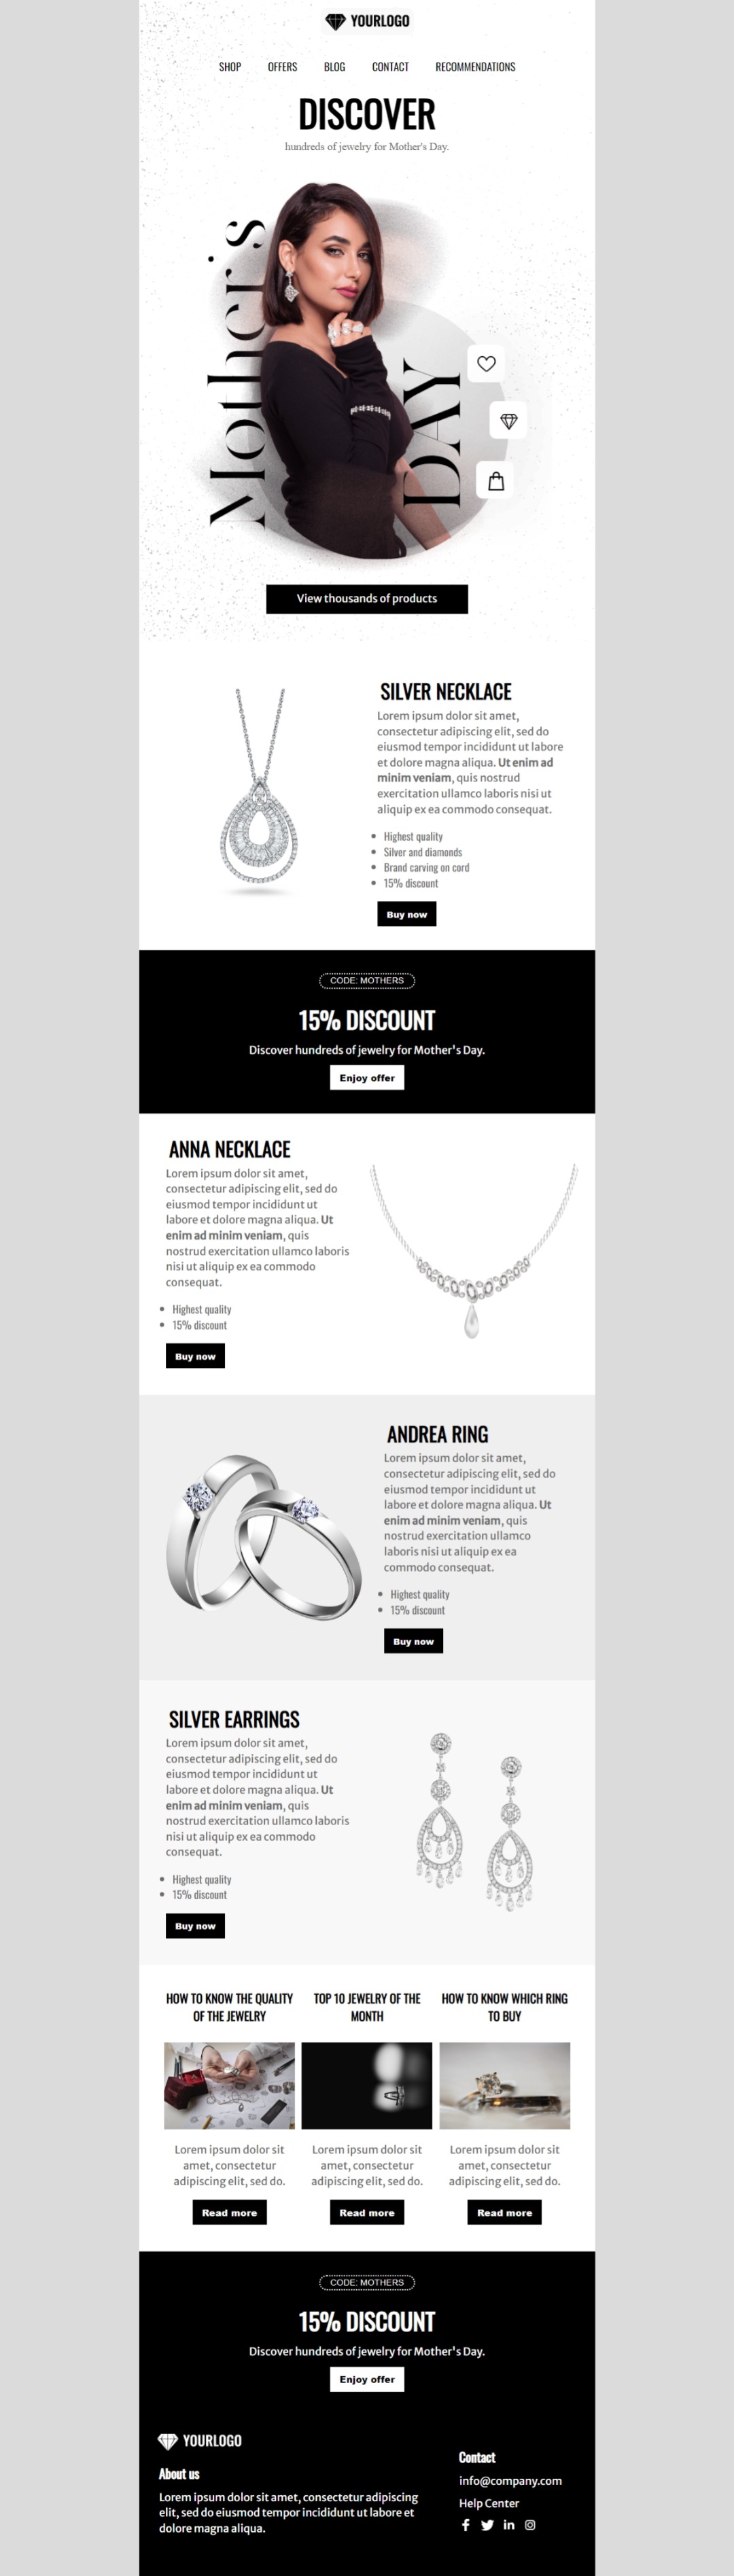 YOURLOGO
SHOP OFFERS BLOG CONTACT RECOMMENDATIONS
DISCOVER
hundreds of jewelry for Mother's Day.
Mother's
DAY
View thousands of products
SILVER NECKLACE
Lorem ipsum dolor sit amet,
consectetur adipiscing elit, sed do
eiusmod tempor incididunt ut labore
et dolore magna aliqua. Ut enim ad
minim veniam, quis nostrud
exercitation ullamco laboris nisi ut
aliquip ex ea commodo consequat.
Highest quality
Silver and diamonds
Brand carving on cord
15% discount
Buy now
CODE: MOTHERS
15% DISCOUNT
Discover hundreds of jewelry for Mother's Day.
Enjoy offer
ANNA NECKLACE
Lorem ipsum dolor sit amet,
consectetur adipiscing elit, sed do
eiusmod tempor incididunt ut
labore et dolore magna aliqua. Ut
enim ad minim veniam, quis
nostrud exercitation ullamco laboris
nisi ut aliquip ex ea commodo
consequat.
Highest quality
15% discount
Buy now
ANDREA RING
Lorem ipsum dolor sit amet,
consectetur adipiscing elit, sed do
eiusmod tempor incididunt ut
labore et dolore magna aliqua. Ut
enim ad minim veniam, quis
nostrud exercitation ullamco
laboris nisi ut aliquip ex ea
commodo consequat.
Highest quality
15% discount
Buy now
SILVER EARRINGS
Lorem ipsum dolor sit amet,
consectetur adipiscing elit, sed do
eiusmod tempor incididunt ut
labore et dolore magna aliqua. Ut
enim ad minim veniam, quis
nostrud exercitation ullamco laboris
nisi ut aliquip ex ea commodo
consequat.
Highest quality
15% discount
Buy now
HOW TO KNOW THE QUALITY
OF THE JEWELRY
Lorem ipsum dolor sit
amet, consectetur
adipiscing elit, sed do.
Read more
TOP 10 JEWELRY OF THE
MONTH
Lorem ipsum dolor sit
amet, consectetur
adipiscing elit, sed do.
Read more
HOW TO KNOW WHICH RING
TO BUY
Lorem ipsum dolor sit
amet, consectetur
adipiscing elit, sed do.
Read more
CODE: MOTHERS
15% DISCOUNT
Discover hundreds of jewelry for Mother's Day.
Enjoy offer
YOURLOGO
About us
Lorem ipsum dolor sit amet, consectetur adipiscing
elit, sed do eiusmod tempor incididunt ut labore et
dolore magna aliqua.
Contact
info@company.com
Help Center